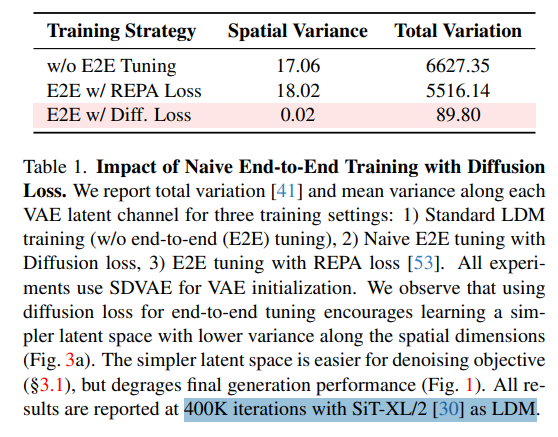 Training Strategy Spatial Variance Total Variation
w/o E2E Tuning 17.06 6627.35
E2E w/ REPA Loss 18.02 5516.14
E2E w/ Diff. Loss 0.02 89.80
Table 1. Impact of Naive End-to-End Training with Diffusion
Loss. We report total variation [41] and mean variance along each
VAE latent channel for three training settings: 1) Standard LDM
training (w/o end-to-end (E2E) tuning), 2) Naive E2E tuning with
Diffusion loss, 3) E2E tuning with REPA loss [53]. All experi-
ments use SDVAE for VAE initialization. We observe that using
diffusion loss for end-to-end tuning encourages learning a sim-
pler latent space with lower variance along the spatial dimensions
(Fig. 3a). The simpler latent space is easier for denoising objective
(§3.1), but degrages final generation performance (Fig. 1). All re-
sults are reported at 400K iterations with SiT-XL/2 [30] as LDM.